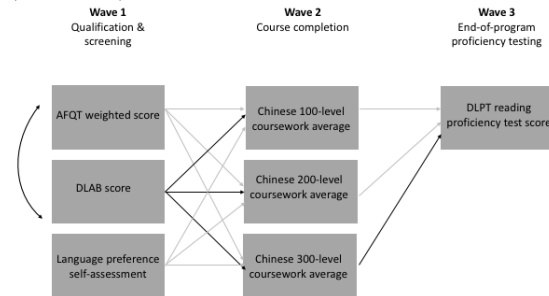 Wave 1
Qualification &
screening
Wave 2
Course completion
Wave 3
End-of-program
proficiency testing
AFQT weighted score
DLAB score
Language preference
self-assessment
Chinese 100-level
coursework average
Chinese 200-level
coursework average
Chinese 300-level
coursework average
DLPT reading
proficiency test score